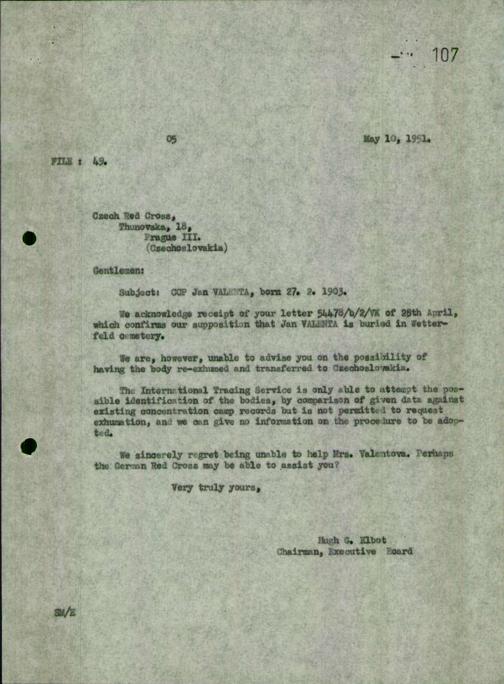 107
05
May 10, 1951.
FILE : 49.
Czech Red Cross,
Thunovska, 18,
Prague III.
(Czechoslovakia)
Gentlemen:
Subject: CCP Jan VALENTA, born 27. 2. 1903.
We acknowledge receipt of your letter 54478/b/2/VK of 28th April,
which confirms our supposition that Jan VALENTA is buried in Wetter-
feld cemetery.
We are, however, unable to advise you on the possibility of
having the body re-exhumed and transferred to Czechoslovakia.
The International Tracing Service is only able to attempt the pos-
sible identification of the bodies, by comparison of given data against
existing concentration camp records but is not permitted to request
exhumation, and we can give no information on the procedure to be adop-
ted.
We sincerely regret being unable to help Mrs. Valentova. Perhaps
the German Red Cross may be able to assist you?
Very truly yours,
Hugh G. Elbot
Chairman, Executive Board
SM/E